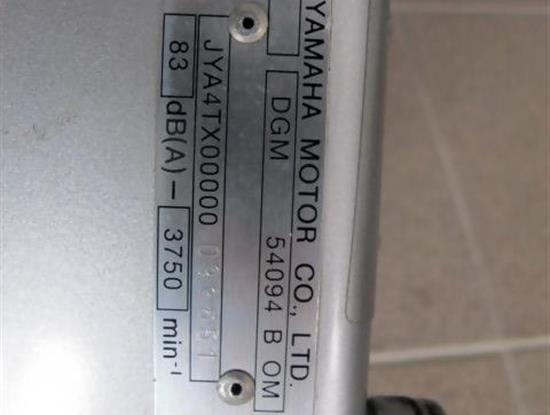 YAMAHA MOTOR CO., LTD.
DGM 54094 B OM
JYA4TX00000
83 dB(A) – 3750 min⁻¹